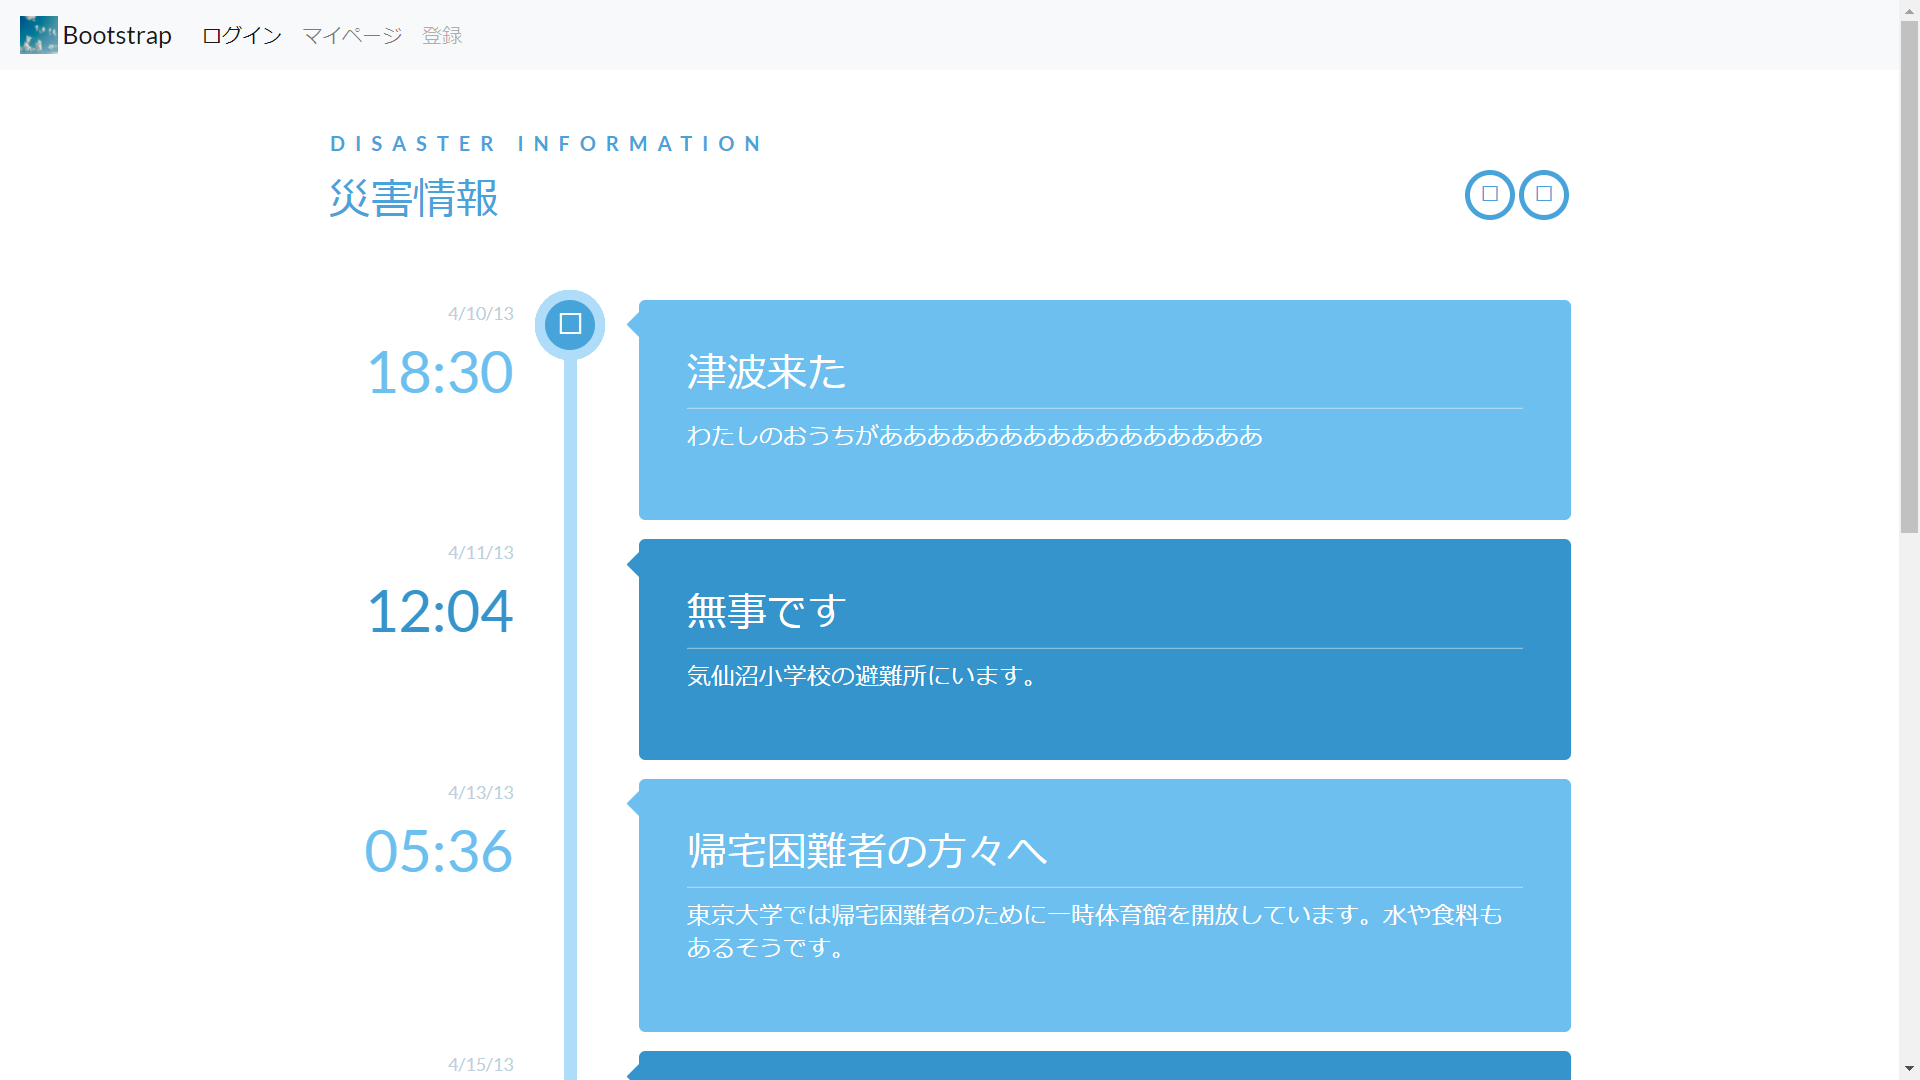 Bootstrap ログイン マイページ 登録
DISASTER INFORMATION
災害情報
4/10/13
18:30
津波来た
わたしのおうちがああああああああああああああああ
4/11/13
12:04
無事です
気仙沼小学校の避難所にいます。
4/13/13
05:36
帰宅困難者の方々へ
東京大学では帰宅困難者のために一時体育館を開放しています。水や食料も
あるそうです。
4/15/13